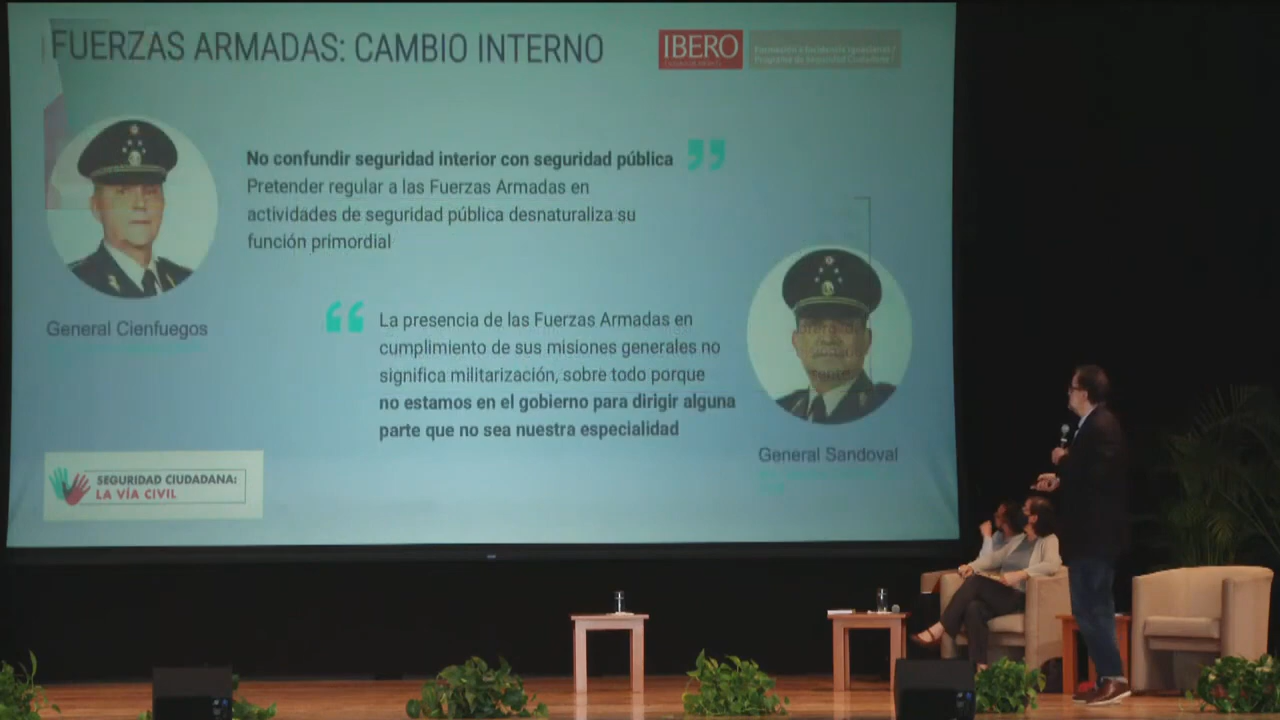 FUERZAS ARMADAS: CAMBIO INTERNO
IBERO
No confundir seguridad interior con seguridad pública
Pretender regular a las Fuerzas Armadas en
actividades de seguridad pública desnaturaliza su
función primordial
General Cienfuegos
La presencia de las Fuerzas Armadas en
cumplimiento de sus misiones generales no
significa militarización, sobre todo porque
no estamos en el gobierno para dirigir alguna
parte que no sea nuestra especialidad
General Sandoval
SEGURIDAD CIUDADANA:
LA VÍA CIVIL